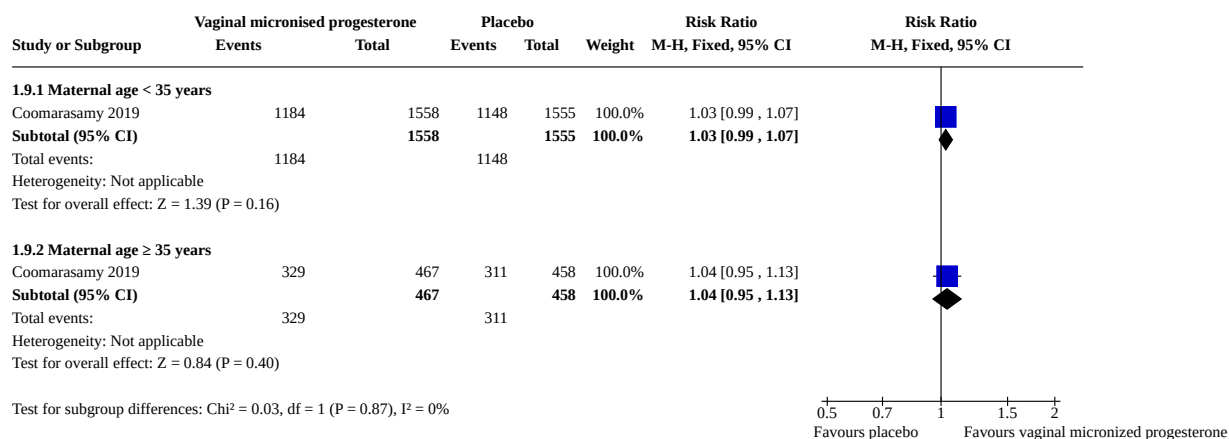 Vaginal micronised progesterone Placebo Risk Ratio Risk Ratio
Study or Subgroup Events Total Events Total Weight M-H, Fixed, 95% CI M-H, Fixed, 95% CI
1.9.1 Maternal age < 35 years
Coomarasamy 2019 1184 1558 1148 1555 100.0% 1.03 [0.99 , 1.07]
Subtotal (95% CI) 1558 1555 100.0% 1.03 [0.99 , 1.07]
Total events: 1184 1148
Heterogeneity: Not applicable
Test for overall effect: Z = 1.39 (P = 0.16)
1.9.2 Maternal age ≥ 35 years
Coomarasamy 2019 329 467 311 458 100.0% 1.04 [0.95 , 1.13]
Subtotal (95% CI) 467 458 100.0% 1.04 [0.95 , 1.13]
Total events: 329 311
Heterogeneity: Not applicable
Test for overall effect: Z = 0.84 (P = 0.40)
Test for subgroup differences: Chi² = 0.03, df = 1 (P = 0.87), I² = 0%
0.5 0.7 1 1.5 2
Favours placebo Favours vaginal micronized progesterone